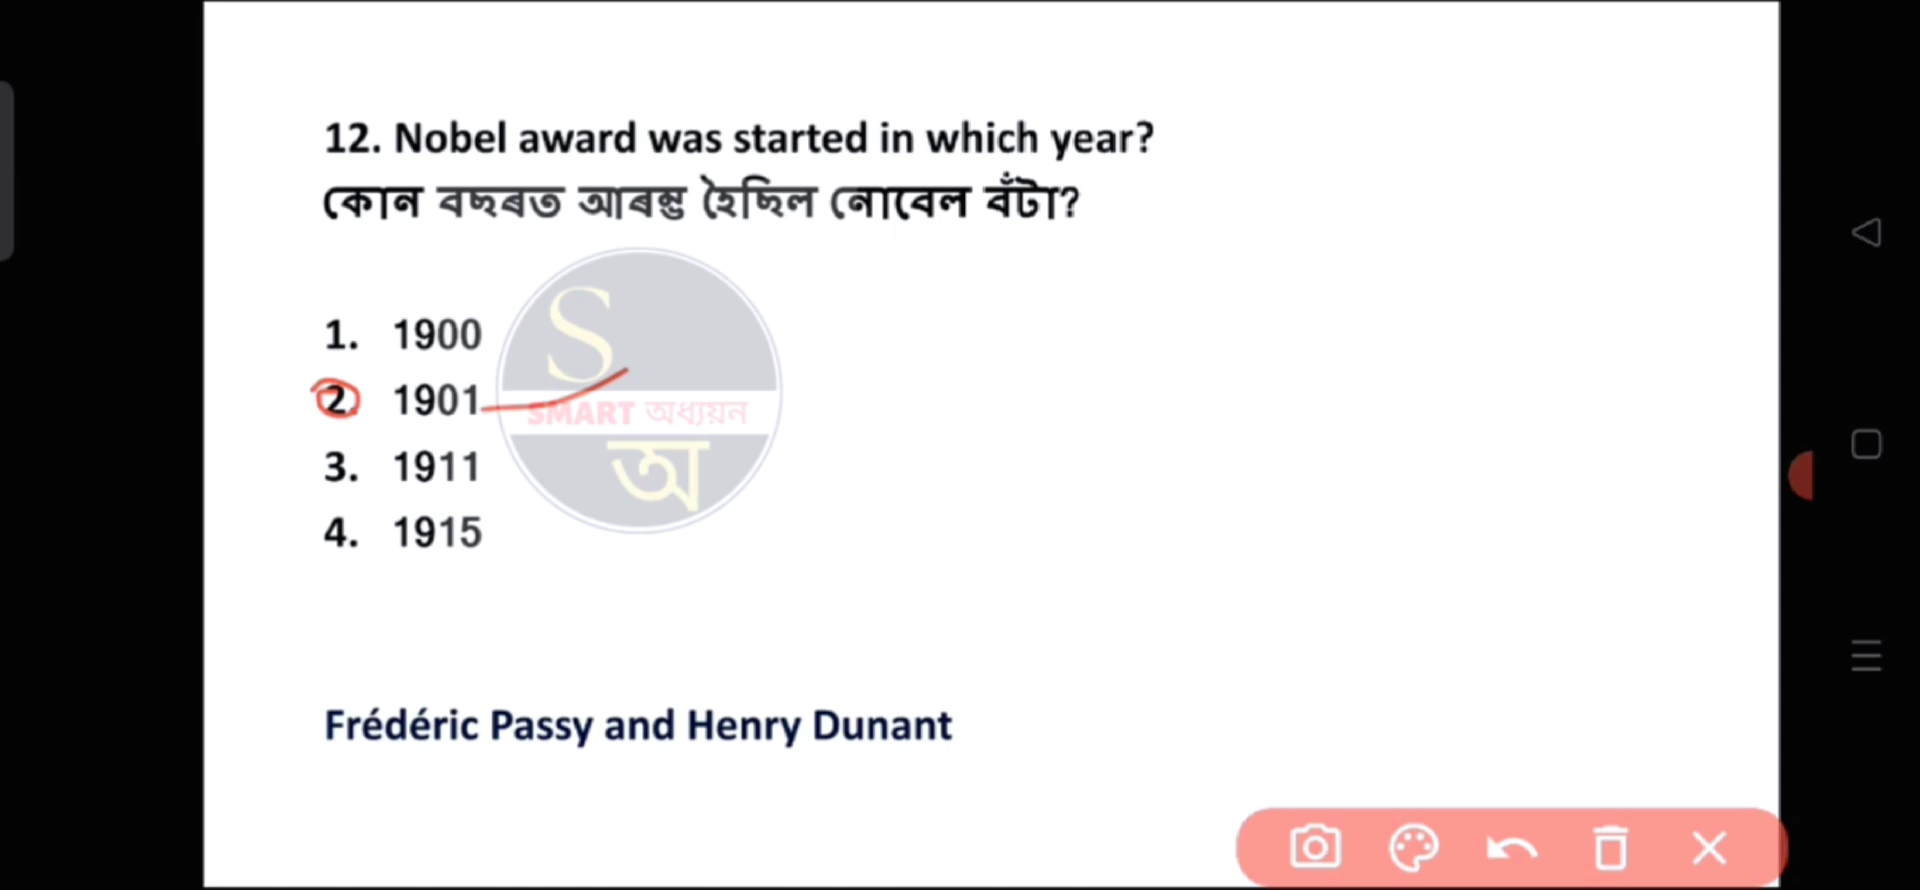 12. Nobel award was started in which year?
কোন বছৰত আৰম্ভ হৈছিল নোবেল বঁটা?
1. 1900
2. 1901
3. 1911
4. 1915
S
SMART অধ্যয়ন
অ
Frédéric Passy and Henry Dunant